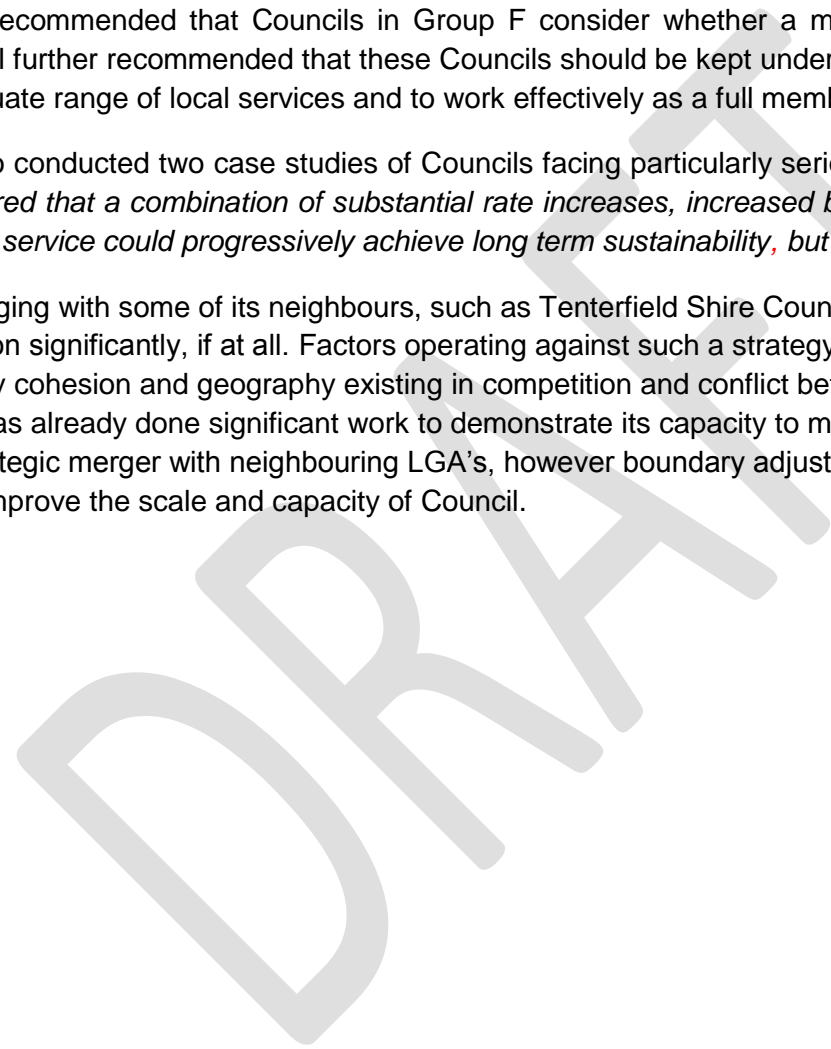 ecommended that Councils in Group F consider whether a m
l further recommended that these Councils should be kept under
uate range of local services and to work effectively as a full meml
o conducted two case studies of Councils facing particularly seri
red that a combination of substantial rate increases, increased b
service could progressively achieve long term sustainability, but
ging with some of its neighbours, such as Tenterfield Shire Coun
on significantly, if at all. Factors operating against such a strategy
y cohesion and geography existing in competition and conflict bet
as already done significant work to demonstrate its capacity to m
ategic merger with neighbouring LGA's, however boundary adjust
mprove the scale and capacity of Council.
DRAFT